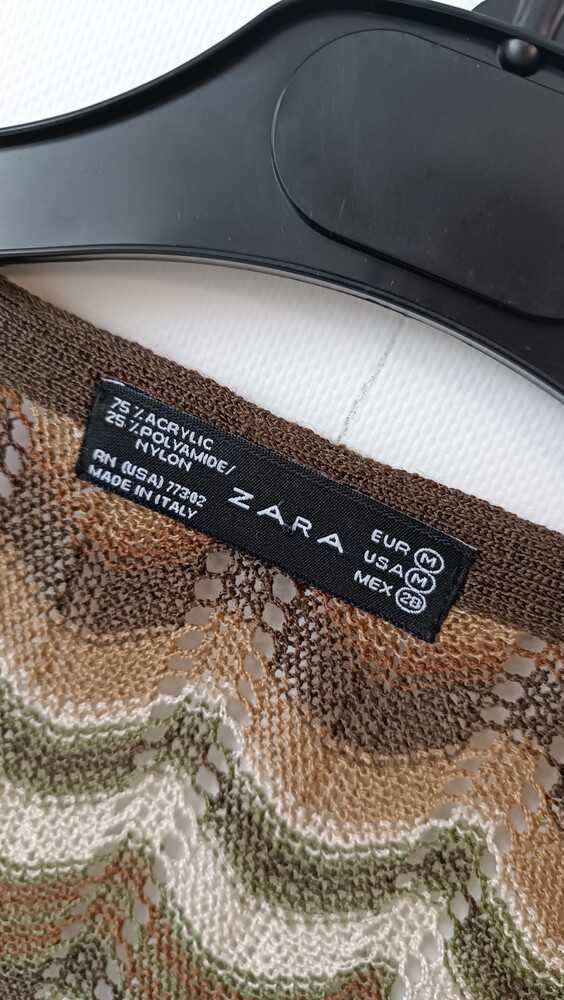 75 % ACRYLIC
25 % POLYAMIDE/
NYLON
RN (USA) 77302
MADE IN ITALY
ZARA
EUR M
USA M
MEX 28